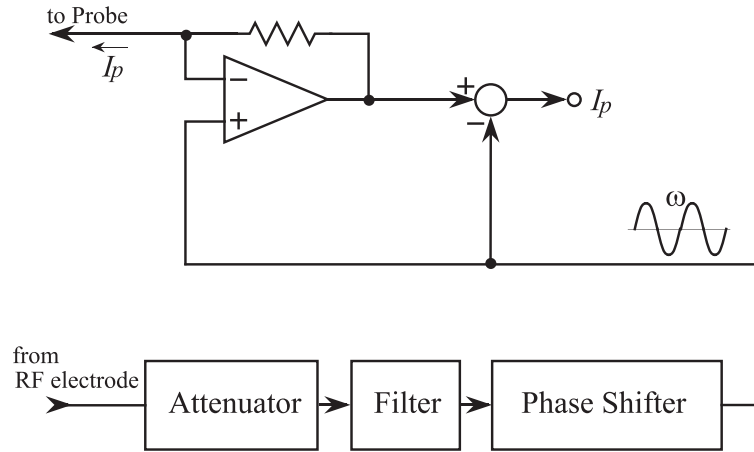 to Probe
Ip
−
+
+
−
Ip
ω
from
RF electrode
Attenuator
Filter
Phase Shifter